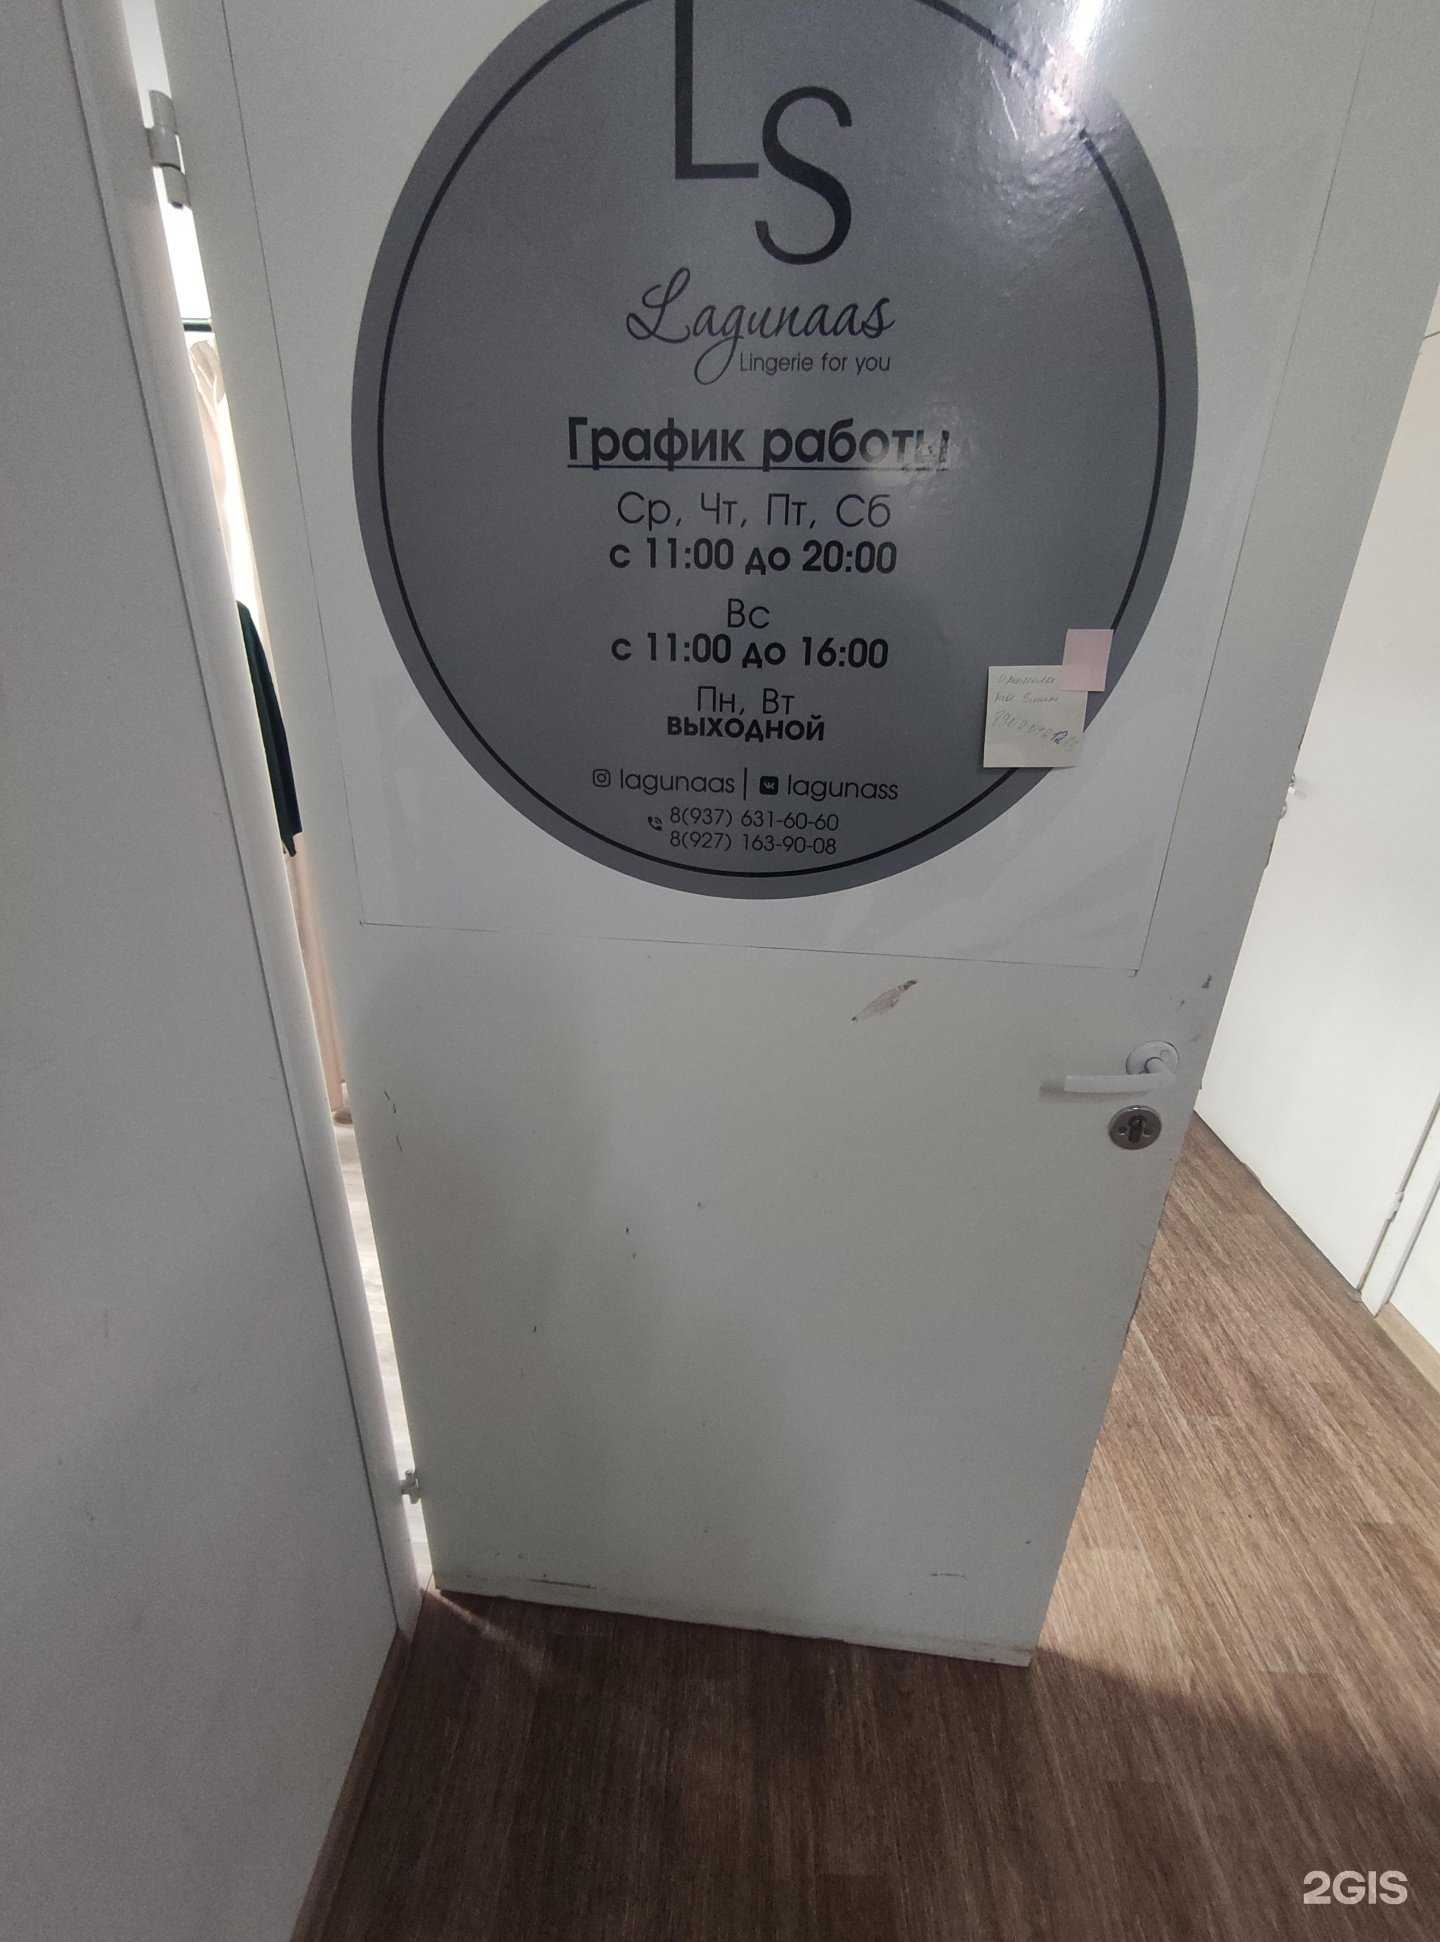 LS
Lagunaas
Lingerie for you
График работы
Ср, Чт, Пт, Сб
с 11:00 до 20:00
Вс
с 11:00 до 16:00
Пн, Вт
выходной
lagunaas | lagunass
8(937) 631-60-60
8(927) 163-90-08
2GIS